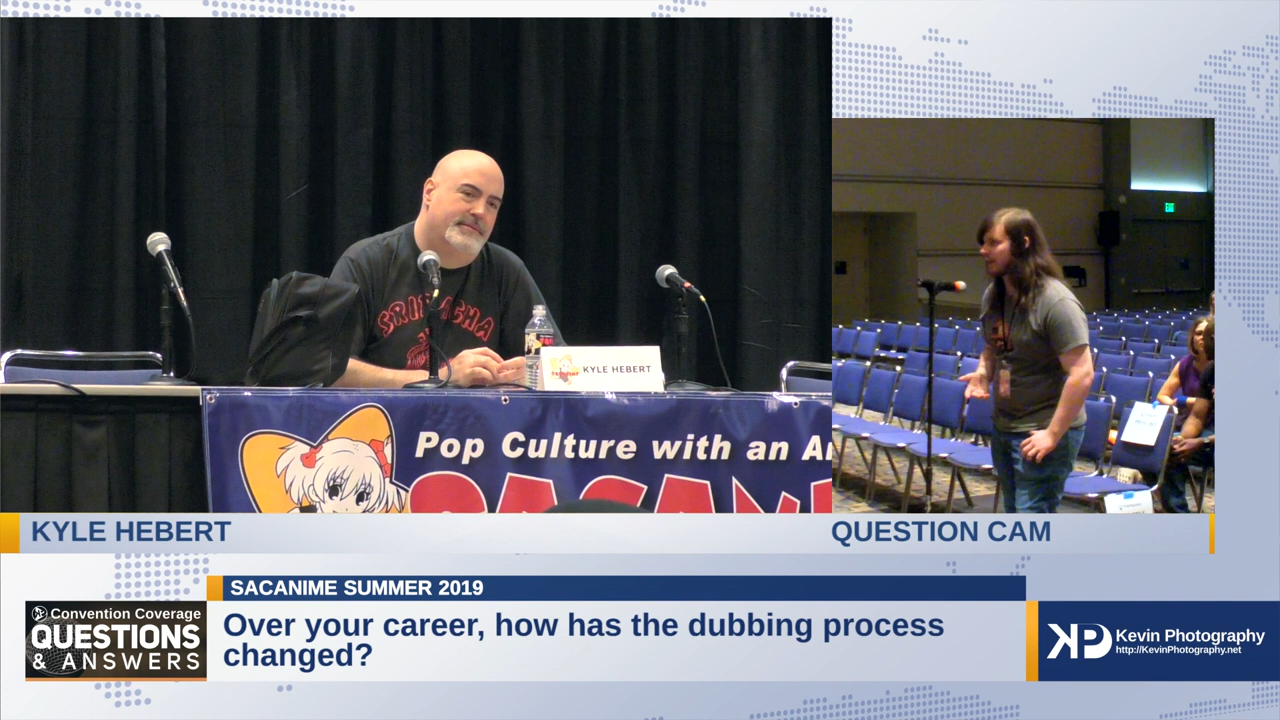 SRIRACHA
KYLE HEBERT
Pop Culture with an
KYLE HEBERT
QUESTION CAM
SACANIME SUMMER 2019
Convention Coverage
QUESTIONS
& ANSWERS
Over your career, how has the dubbing process
changed?
Kevin Photography
http://KevinPhotography.net